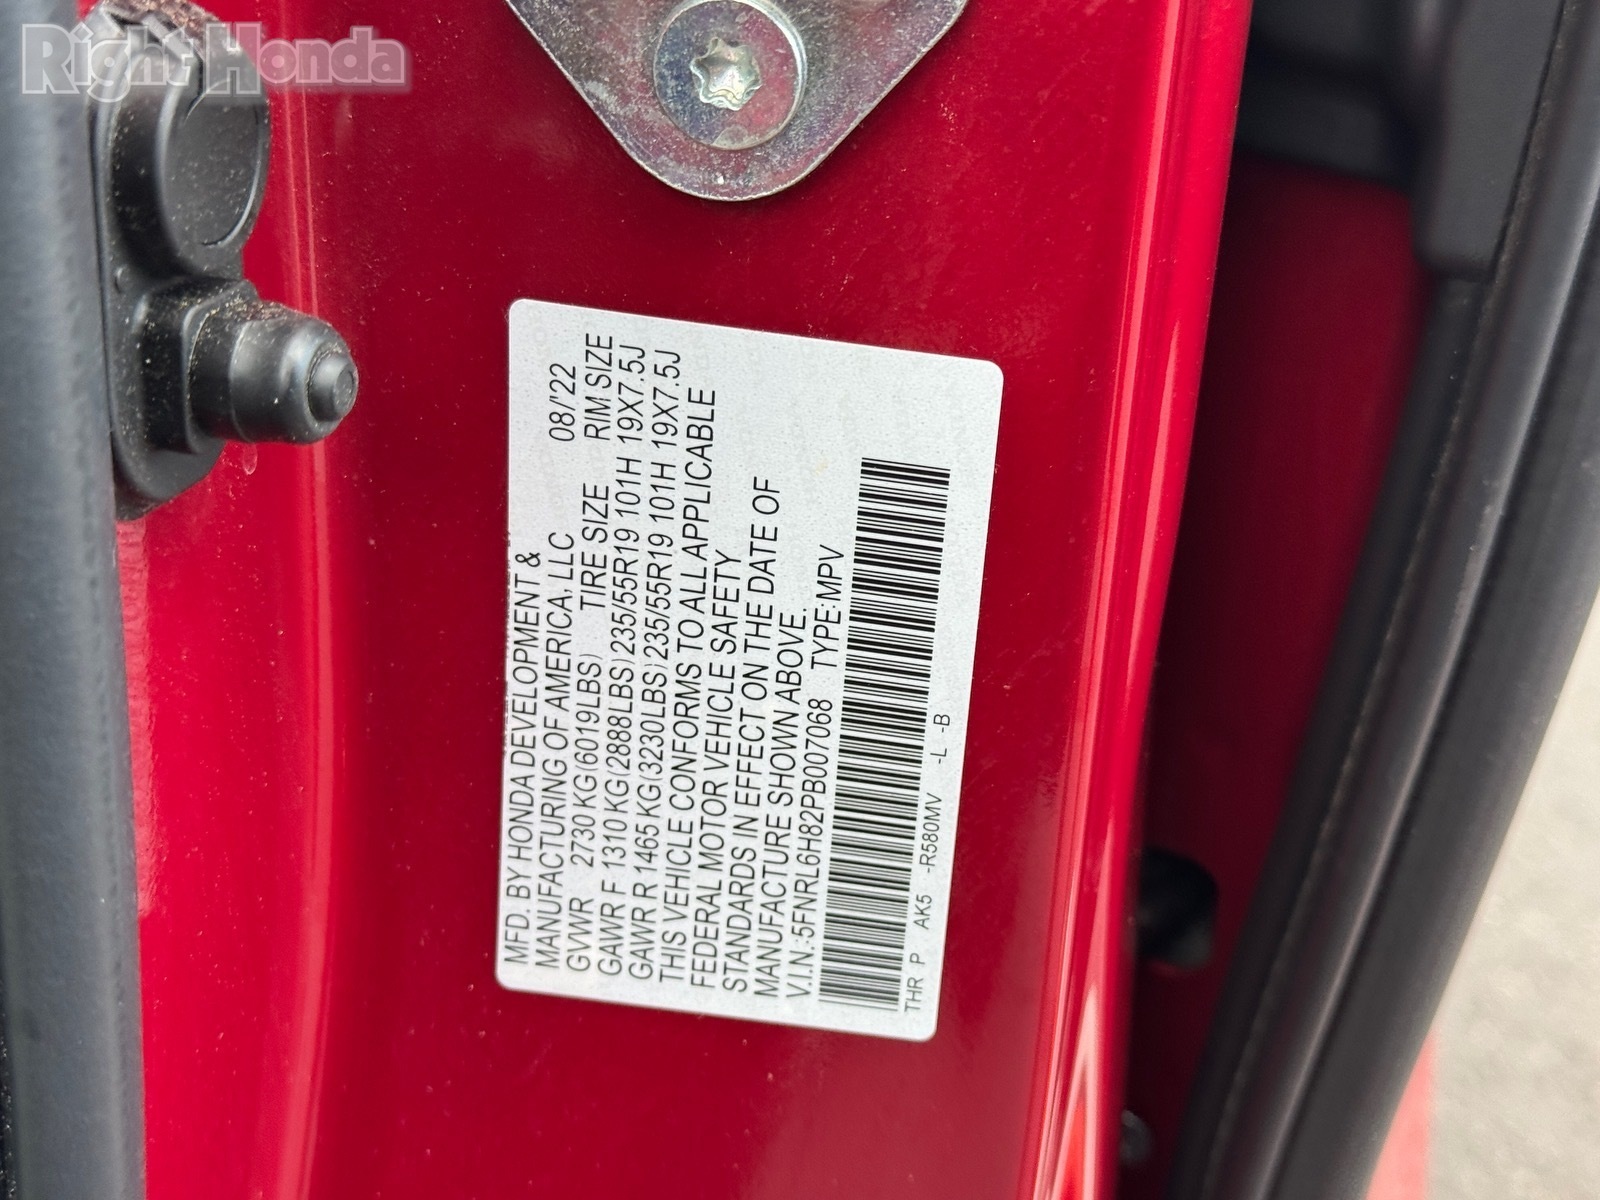 Right Honda
MFD. BY HONDA DEVELOPMENT &
MANUFACTURING OF AMERICA, LLC 08/'22
GVWR 2730 KG(6019LBS) TIRE SIZE RIM SIZE
GAWR F 1310 KG(2888LBS)235/55R19 101H 19X7.5J
GAWR R 1465 KG(3230LBS)235/55R19 101H 19X7.5J
THIS VEHICLE CONFORMS TO ALL APPLICABLE
FEDERAL MOTOR VEHICLE SAFETY
STANDARDS IN EFFECT ON THE DATE OF
MANUFACTURE SHOWN ABOVE.
V.I.N.:5FNRL6H82PB007068 TYPE:MPV
THR P AK5 -R580MV -L -B